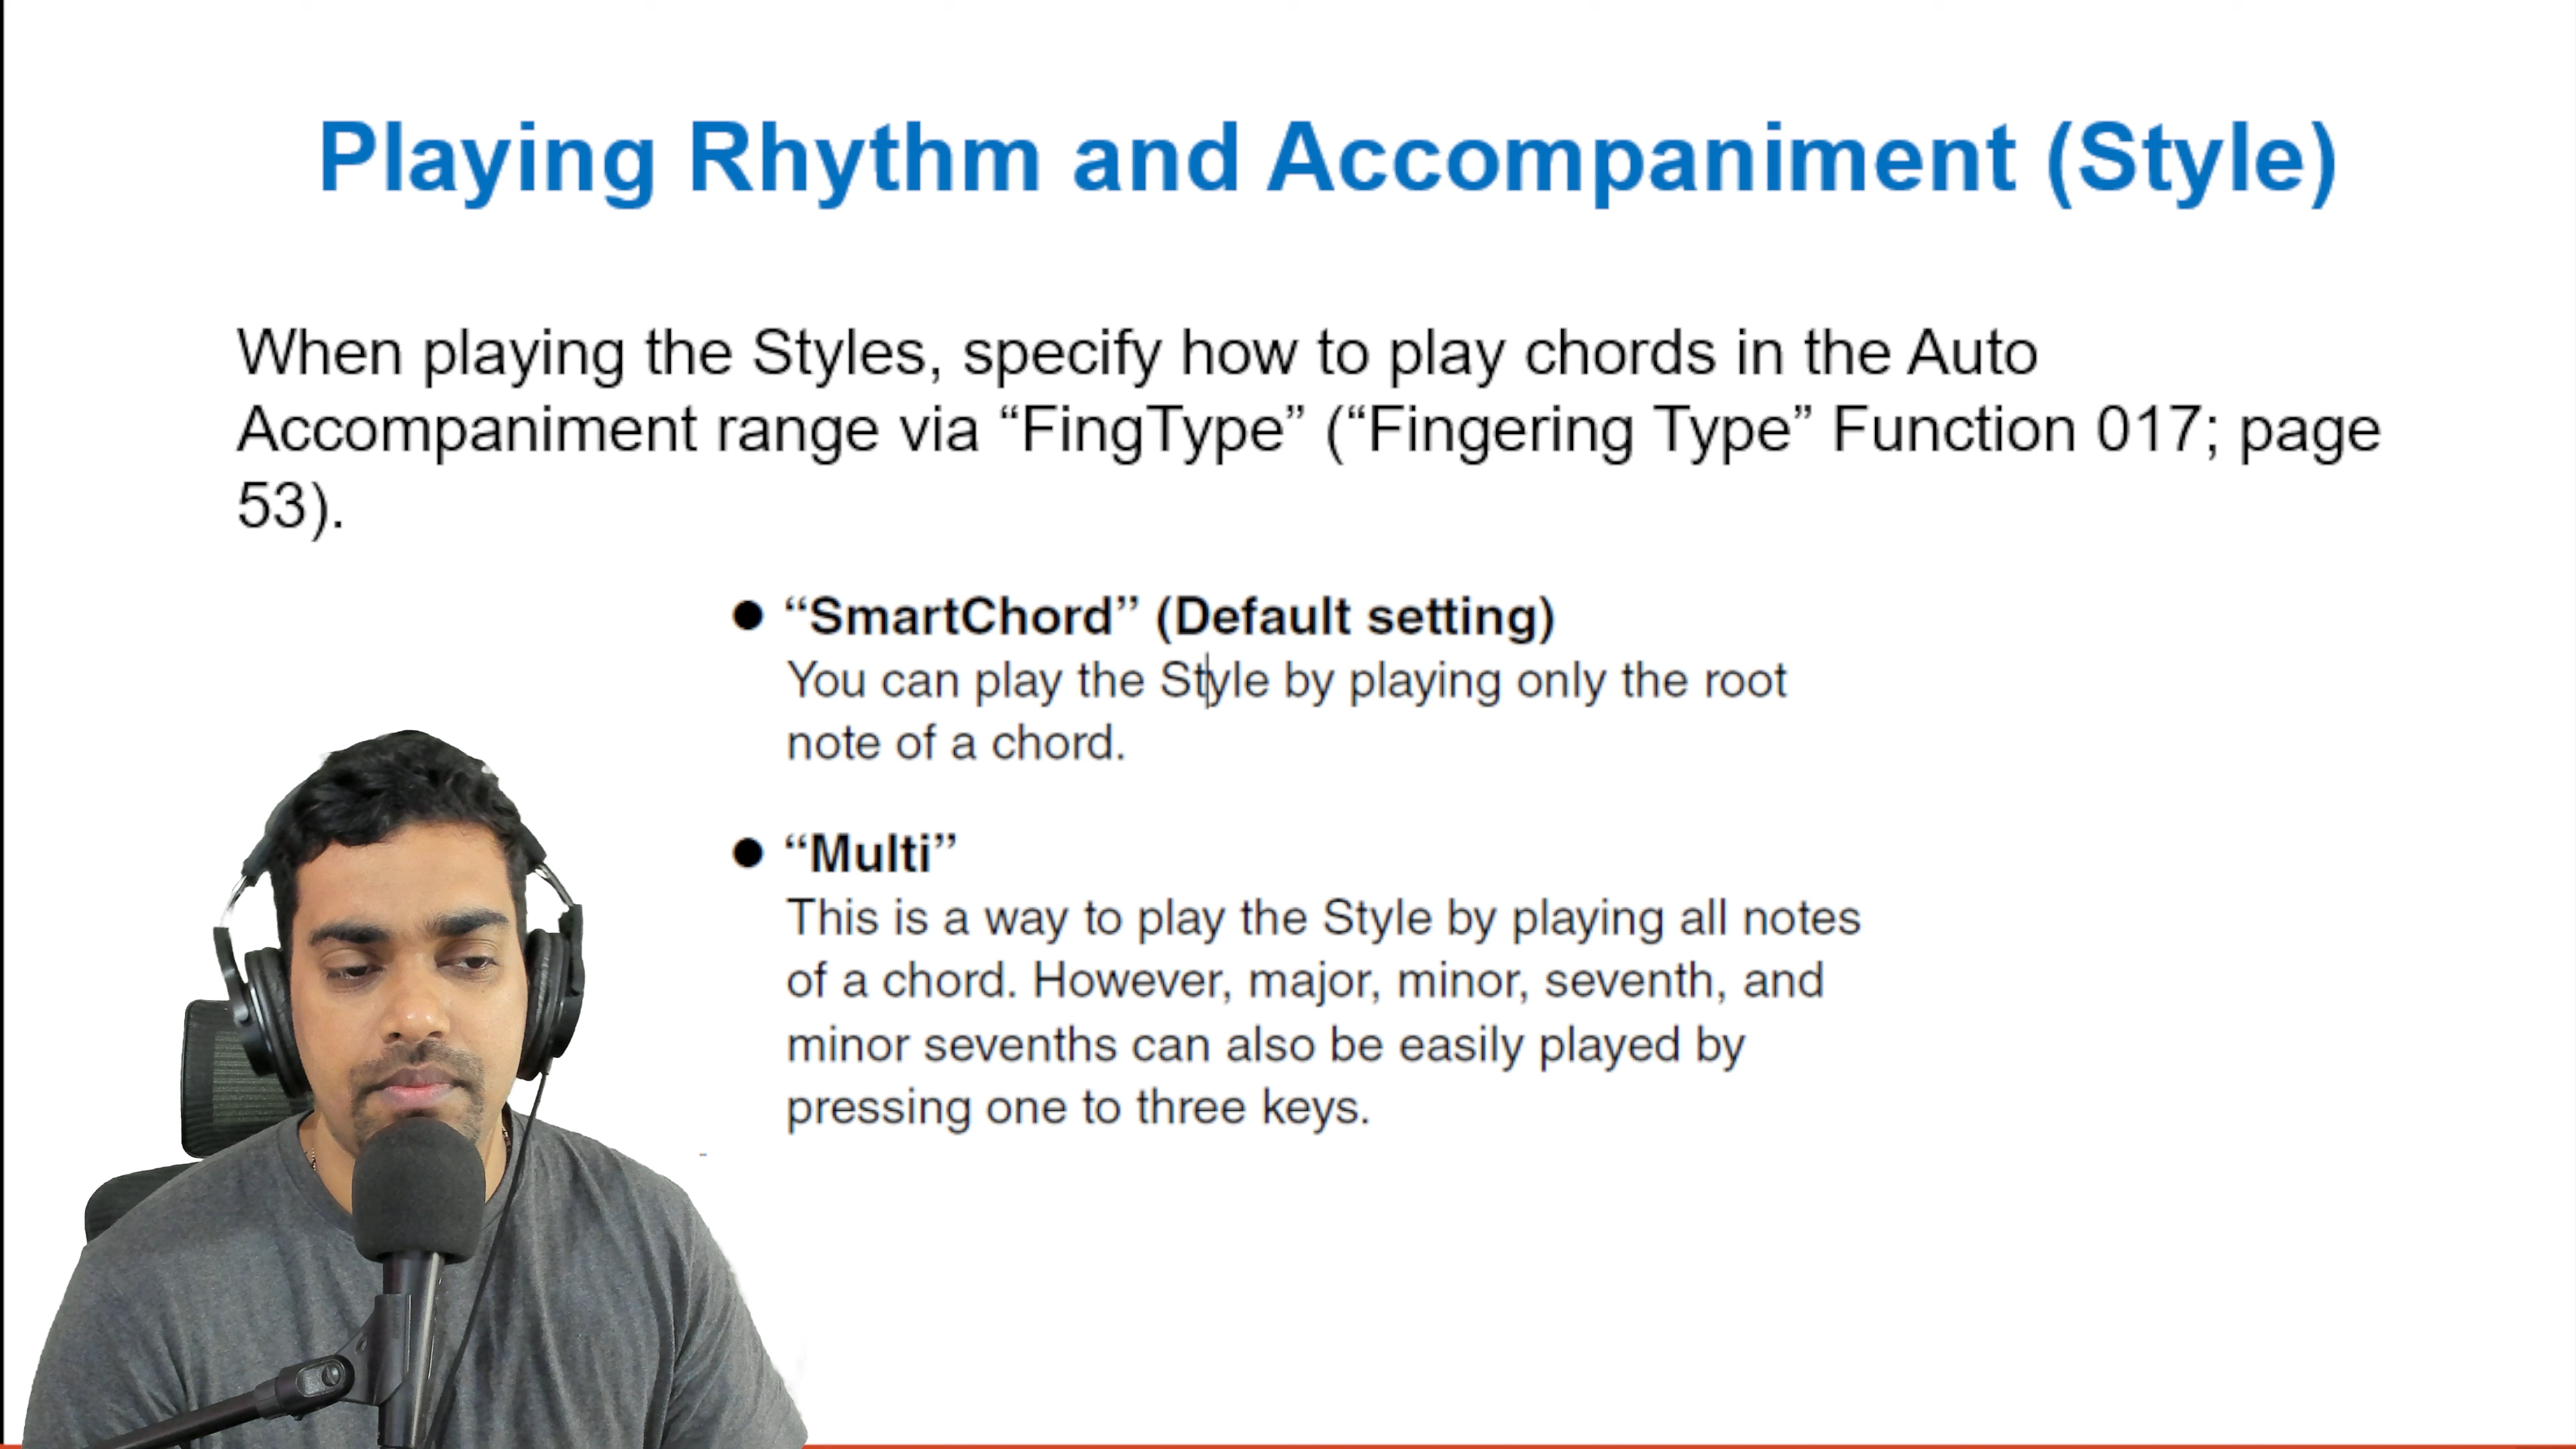 Playing Rhythm and Accompaniment (Style)
When playing the Styles, specify how to play chords in the Auto
Accompaniment range via “FingType” (“Fingering Type” Function 017; page
53).
● “SmartChord” (Default setting)
You can play the Style by playing only the root
note of a chord.
● “Multi”
This is a way to play the Style by playing all notes
of a chord. However, major, minor, seventh, and
minor sevenths can also be easily played by
pressing one to three keys.